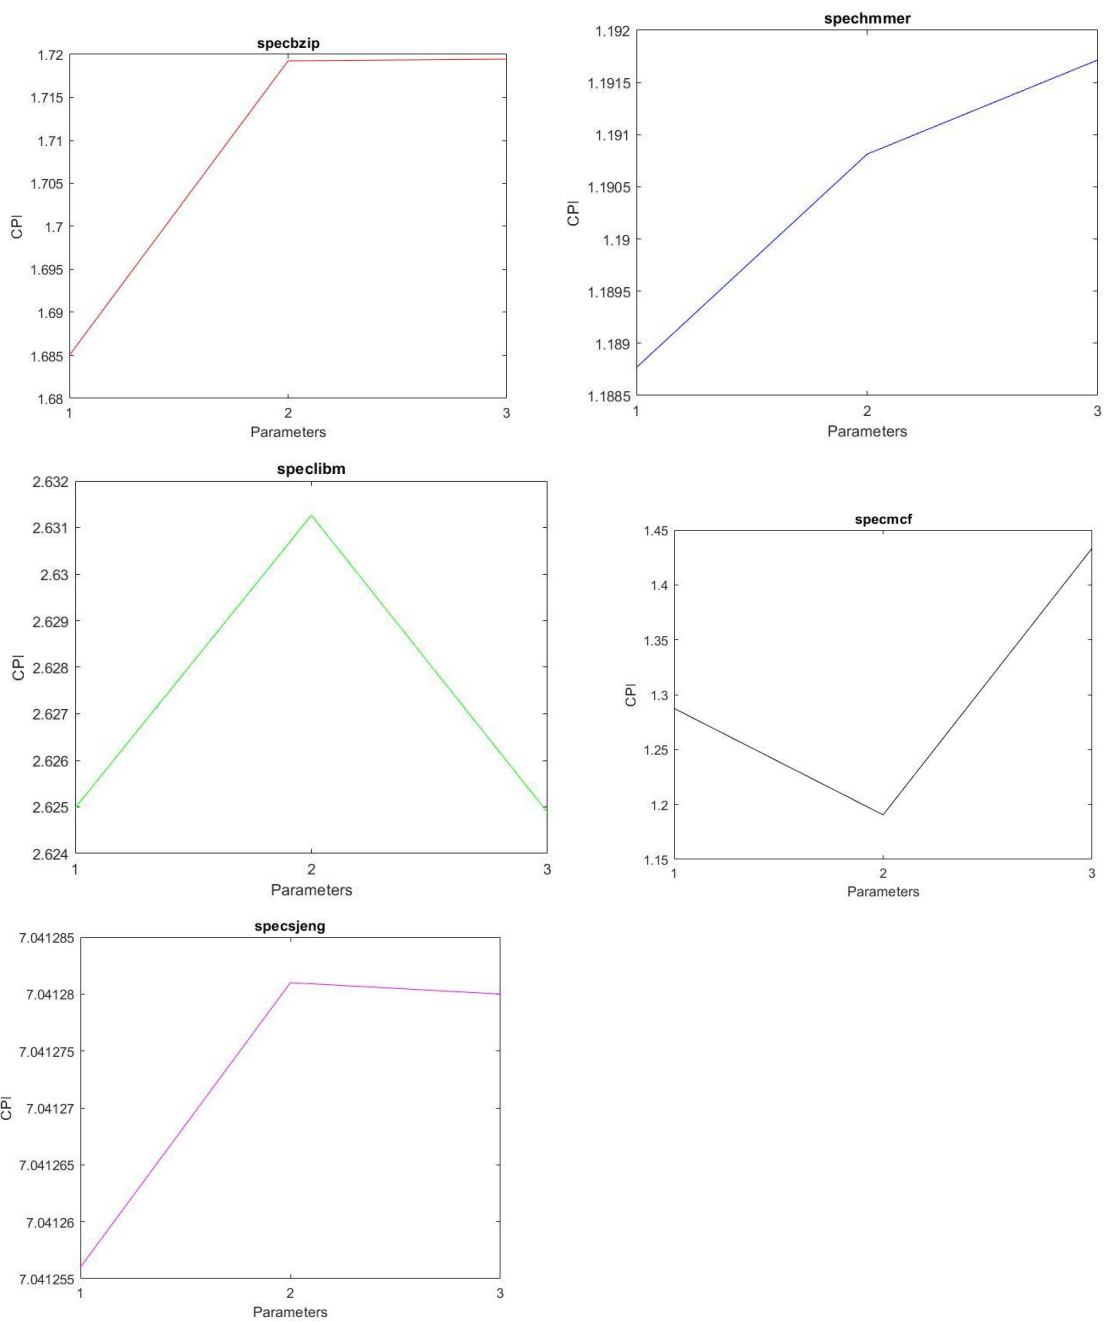 specbzip
1.72
1.715
1.71
1.705
1.7
1.695
1.69
1.685
1.68
CPI
1 2 3
Parameters
spechmmer
1.192
1.1915
1.191
1.1905
1.19
1.1895
1.189
1.1885
CPI
1 2 3
Parameters
speclibm
2.632
2.631
2.63
2.629
2.628
2.627
2.626
2.625
2.624
CPI
1 2 3
Parameters
specmcf
1.45
1.4
1.35
1.3
1.25
1.2
1.15
CPI
1 2 3
Parameters
specsjeng
7.041285
7.04128
7.041275
7.04127
7.041265
7.04126
7.041255
CPI
1 2 3
Parameters